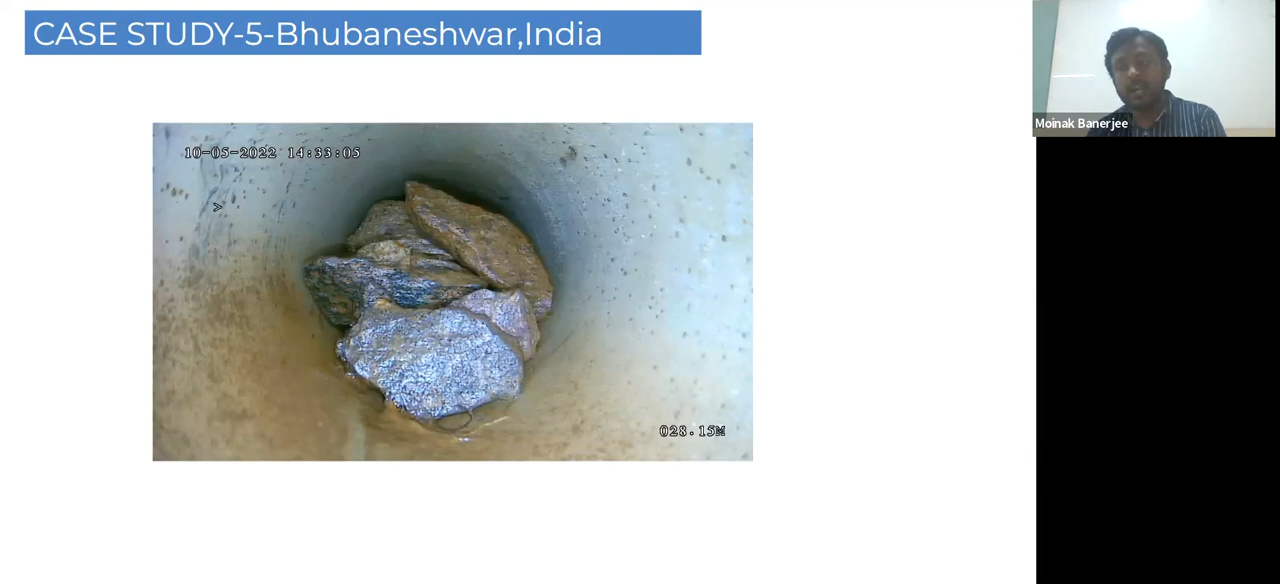 CASE STUDY-5-Bhubaneshwar,India
Moinak Banerjee
10-05-2022 14:33:05
>
028.15M